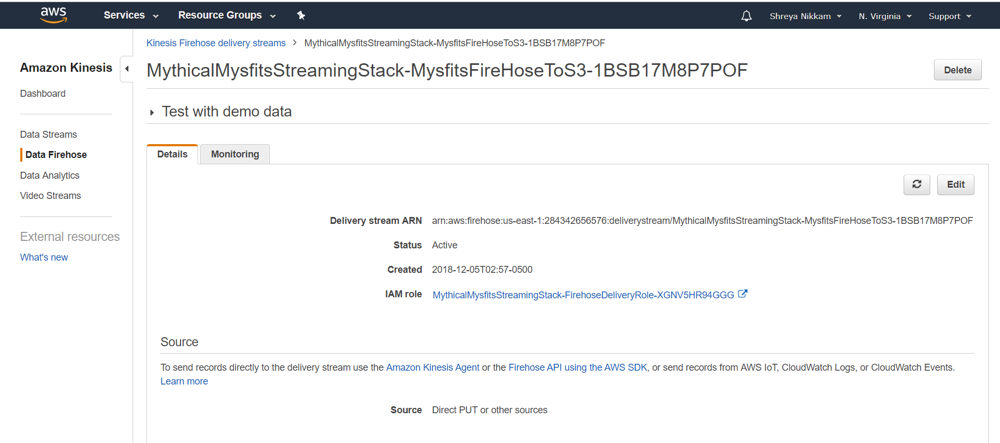 aws Services Resource Groups Shreya Nikkam N. Virginia Support
Amazon Kinesis
Dashboard
Data Streams
Data Firehose
Data Analytics
Video Streams
External resources
What's new
Kinesis Firehose delivery streams > MythicalMysfitsStreamingStack-MysfitsFireHoseToS3-1BSB17M8P7POF
MythicalMysfitsStreamingStack-MysfitsFireHoseToS3-1BSB17M8P7POF
Delete
Test with demo data
Details Monitoring
Edit
Delivery stream ARN arn:aws:firehose:us-east-1:284342656576:deliverystream/MythicalMysfitsStreamingStack-MysfitsFireHoseToS3-1BSB17M8P7POF
Status Active
Created 2018-12-05T02:57-0500
IAM role MythicalMysfitsStreamingStack-FirehoseDeliveryRole-XGNV5HR94GGG
Source
To send records directly to the delivery stream use the Amazon Kinesis Agent or the Firehose API using the AWS SDK, or send records from AWS IoT, CloudWatch Logs, or CloudWatch Events.
Learn more
Source Direct PUT or other sources